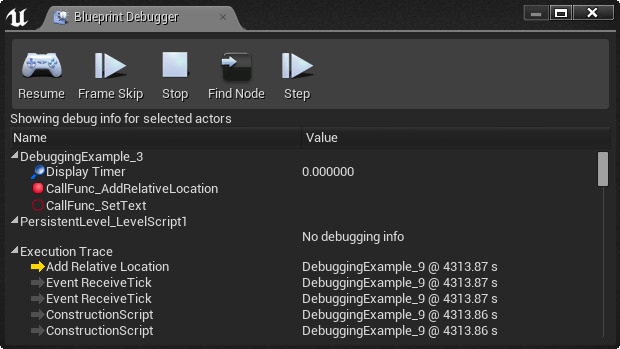 Blueprint Debugger
Resume Frame Skip Stop Find Node Step
Showing debug info for selected actors
Name Value
DebuggingExample_3
Display Timer 0.000000
CallFunc_AddRelativeLocation
CallFunc_SetText
PersistentLevel_LevelScript1
No debugging info
Execution Trace
Add Relative Location DebuggingExample_9 @ 4313.87 s
Event ReceiveTick DebuggingExample_9 @ 4313.87 s
Event ReceiveTick DebuggingExample_9 @ 4313.87 s
ConstructionScript DebuggingExample_9 @ 4313.86 s
ConstructionScript DebuggingExample_9 @ 4313.86 s